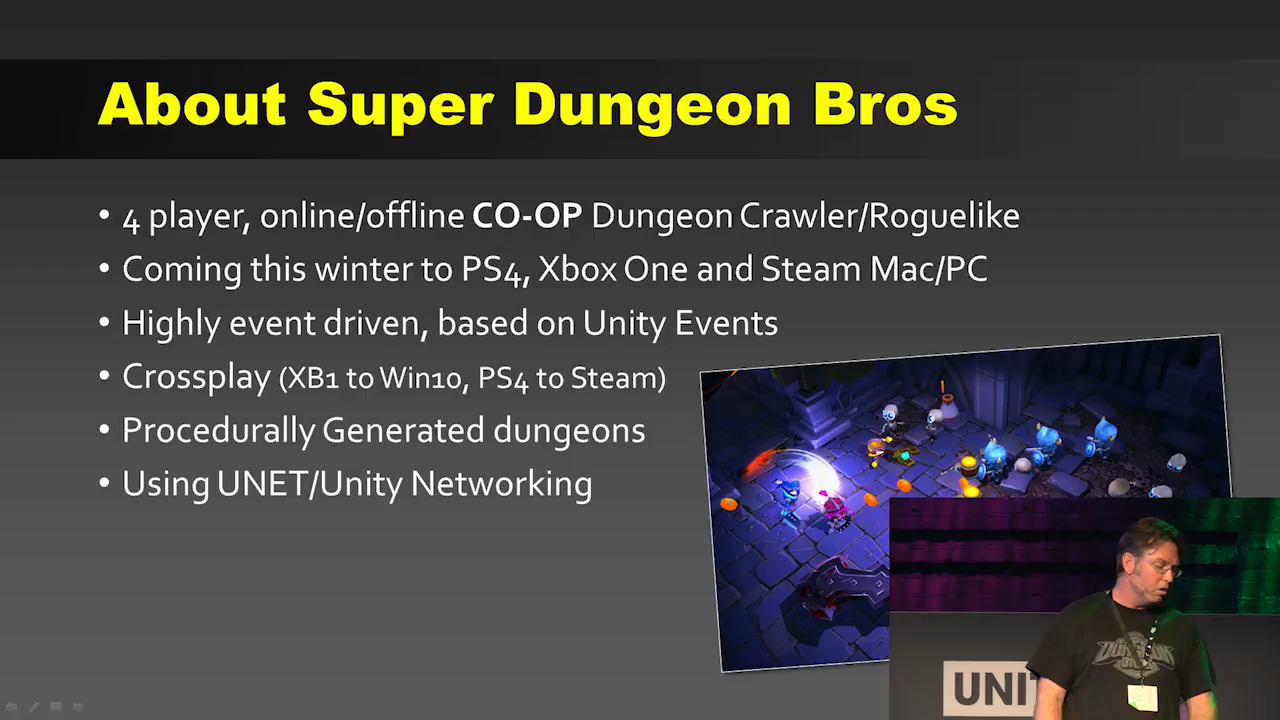 About Super Dungeon Bros
• 4 player, online/offline CO-OP Dungeon Crawler/Roguelike
• Coming this winter to PS4, Xbox One and Steam Mac/PC
• Highly event driven, based on Unity Events
• Crossplay (XB1 to Win10, PS4 to Steam)
• Procedurally Generated dungeons
• Using UNET/Unity Networking
DUNGEON
UNI